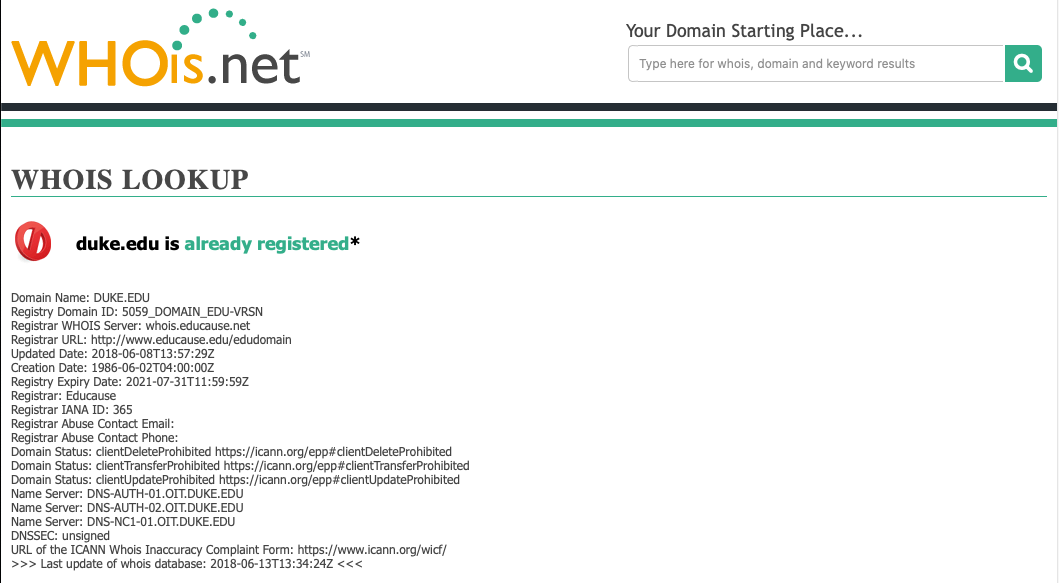 WHOis.net SM
Your Domain Starting Place...
Type here for whois, domain and keyword results
WHOIS LOOKUP
duke.edu is already registered*
Domain Name: DUKE.EDU
Registry Domain ID: 5059_DOMAIN_EDU-VRSN
Registrar WHOIS Server: whois.educause.net
Registrar URL: http://www.educause.edu/edudomain
Updated Date: 2018-06-08T13:57:29Z
Creation Date: 1986-06-02T04:00:00Z
Registry Expiry Date: 2021-07-31T11:59:59Z
Registrar: Educause
Registrar IANA ID: 365
Registrar Abuse Contact Email:
Registrar Abuse Contact Phone:
Domain Status: clientDeleteProhibited https://icann.org/epp#clientDeleteProhibited
Domain Status: clientTransferProhibited https://icann.org/epp#clientTransferProhibited
Domain Status: clientUpdateProhibited https://icann.org/epp#clientUpdateProhibited
Name Server: DNS-AUTH-01.OIT.DUKE.EDU
Name Server: DNS-AUTH-02.OIT.DUKE.EDU
Name Server: DNS-NC1-01.OIT.DUKE.EDU
DNSSEC: unsigned
URL of the ICANN Whois Inaccuracy Complaint Form: https://www.icann.org/wicf/
>>> Last update of whois database: 2018-06-13T13:34:24Z <<<